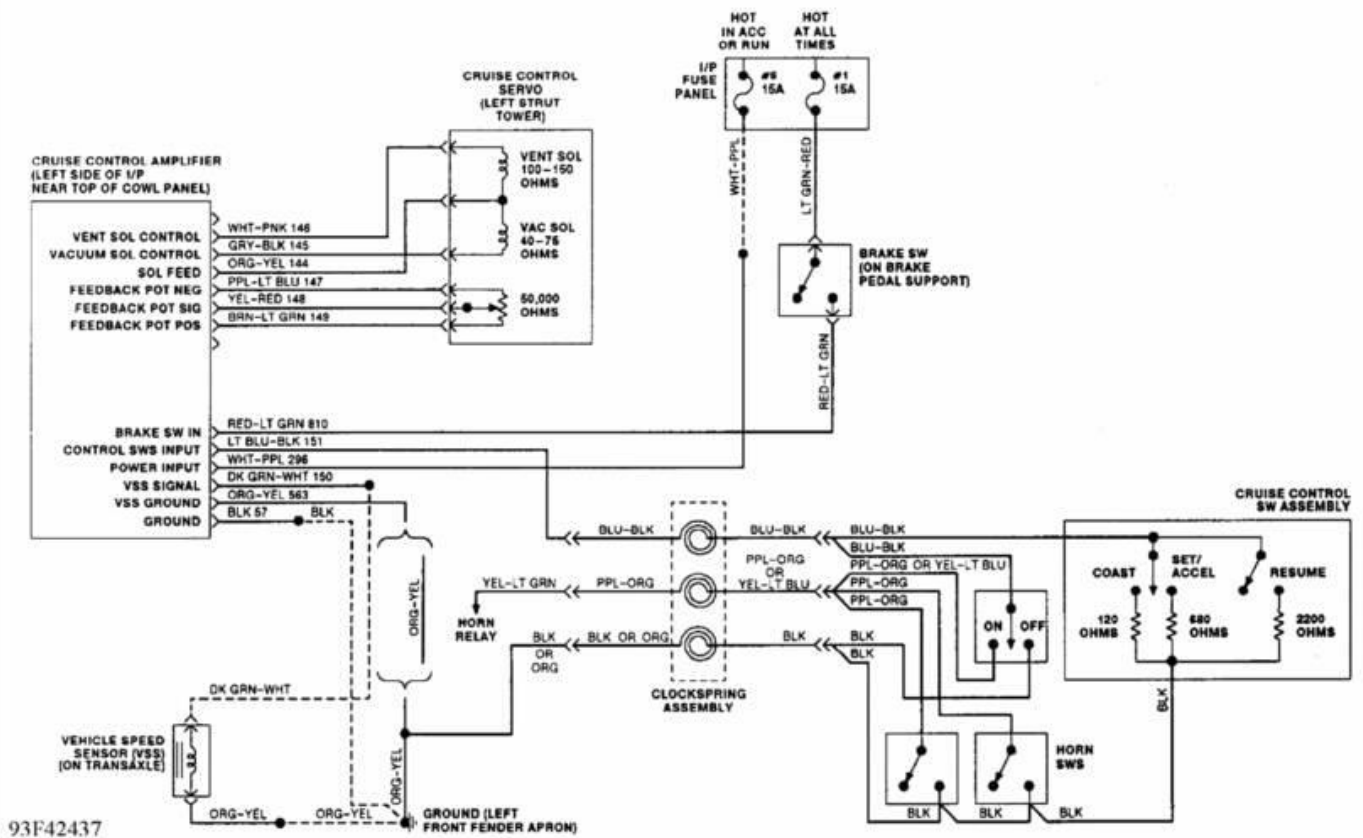 HOT
IN ACC
OR RUN
HOT
AT ALL
TIMES
I/P
FUSE
PANEL
#6
15A
#1
15A
CRUISE CONTROL
SERVO
(LEFT STRUT
TOWER)
VENT SOL
100-150
OHMS
VAC SOL
40-75
OHMS
50,000
OHMS
WHT-PPL
LT GRN-RED
BRAKE SW
(ON BRAKE
PEDAL SUPPORT)
RED-LT GRN
CRUISE CONTROL AMPLIFIER
(LEFT SIDE OF I/P
NEAR TOP OF COWL PANEL)
VENT SOL CONTROL
WHT-PNK 146
VACUUM SOL CONTROL
GRY-BLK 145
SOL FEED
ORG-YEL 144
FEEDBACK POT NEG
PPL-LT BLU 147
FEEDBACK POT SIG
YEL-RED 148
FEEDBACK POT POS
BRN-LT GRN 149
BRAKE SW IN
RED-LT GRN 810
CONTROL SWS INPUT
LT BLU-BLK 151
POWER INPUT
WHT-PPL 296
VSS SIGNAL
DK GRN-WHT 150
VSS GROUND
ORG-YEL 563
GROUND
BLK 57
BLK
CRUISE CONTROL
SW ASSEMBLY
BLU-BLK
BLU-BLK
BLU-BLK
BLU-BLK
PPL-ORG
OR
YEL-LT BLU
PPL-ORG OR YEL-LT BLU
PPL-ORG
PPL-ORG
YEL-LT GRN
PPL-ORG
HORN
RELAY
ORG-YEL
BLK
OR
ORG
BLK OR ORG
BLK
BLK
BLK
ON
OFF
COAST
SET/
ACCEL
RESUME
120
OHMS
680
OHMS
2200
OHMS
BLK
CLOCKSPRING
ASSEMBLY
DK GRN-WHT
VEHICLE SPEED
SENSOR (VSS)
(ON TRANSAXLE)
ORG-YEL
HORN
SWS
BLK
BLK
BLK
ORG-YEL
ORG-YEL
GROUND (LEFT
FRONT FENDER APRON)
93F42437